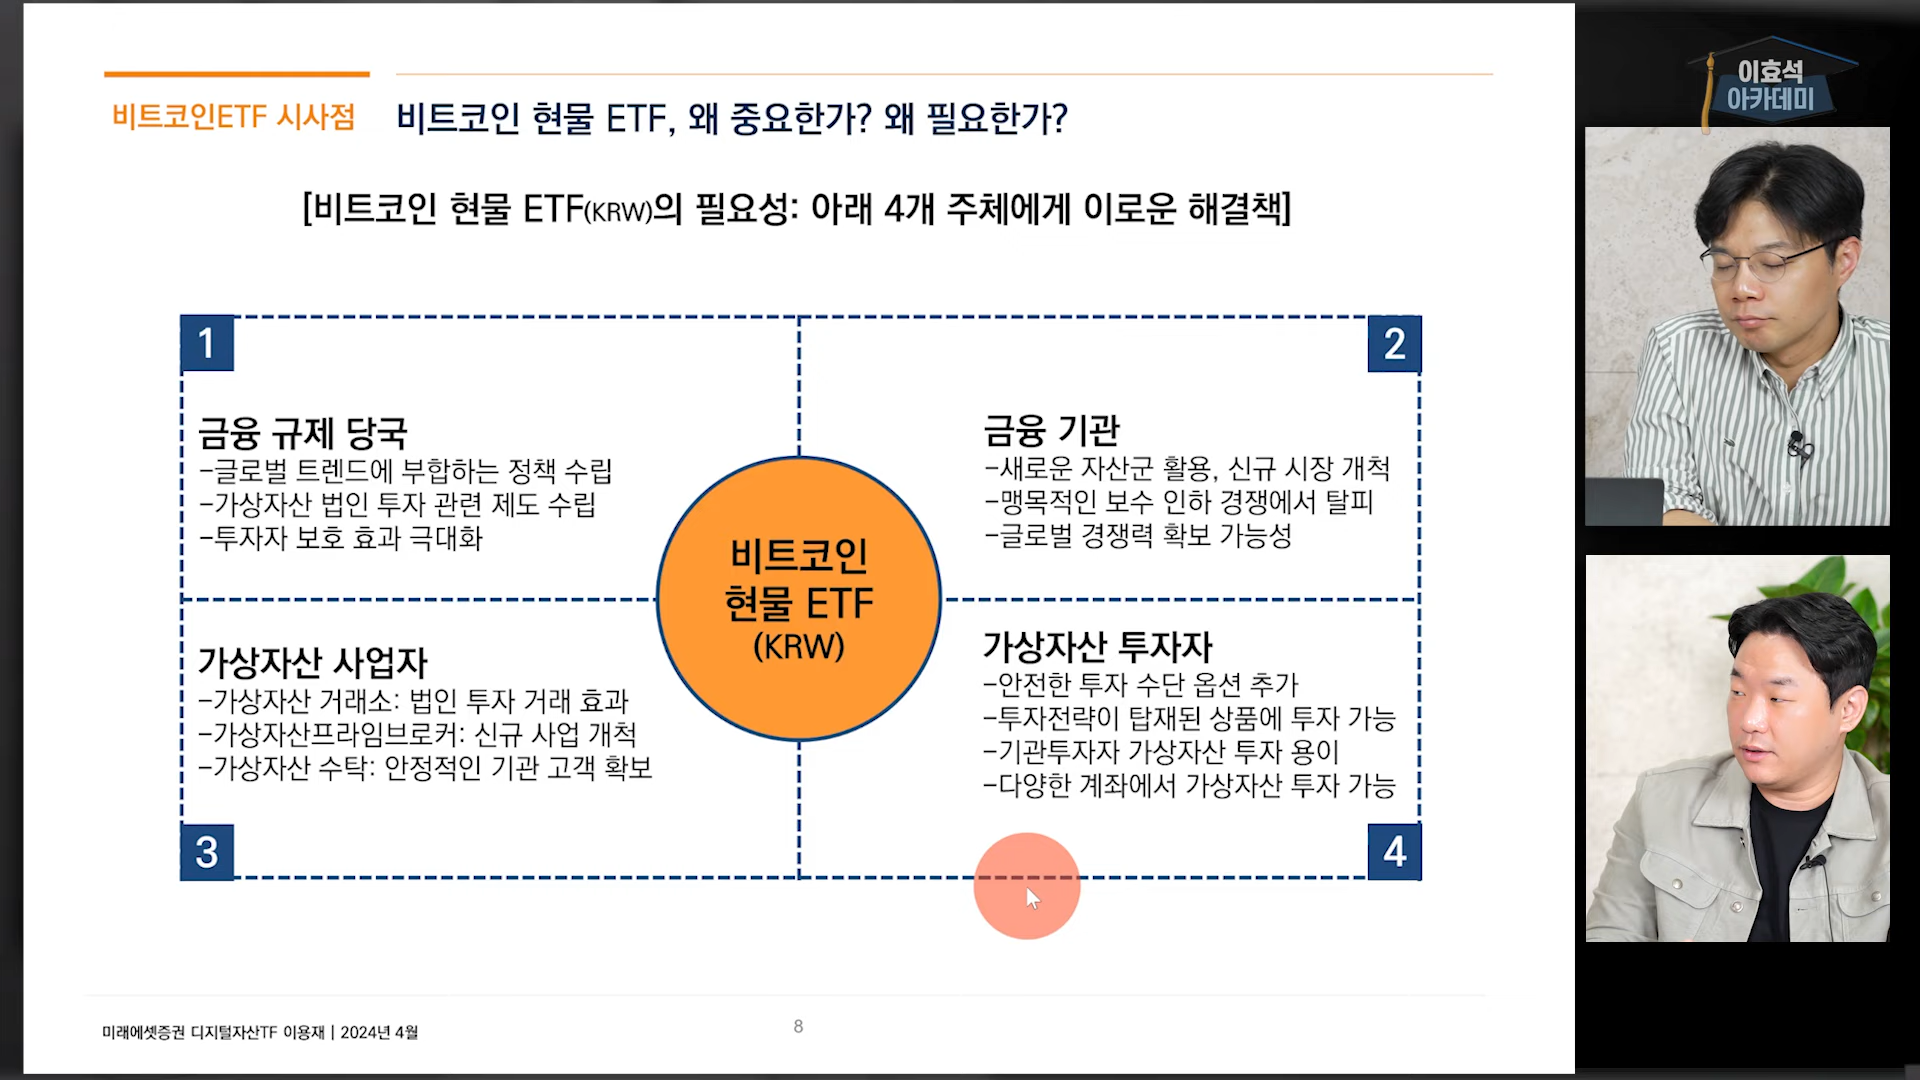 비트코인ETF 시사점
비트코인 현물 ETF, 왜 중요한가? 왜 필요한가?
[비트코인 현물 ETF(KRW)의 필요성: 아래 4개 주체에게 이로운 해결책]
1
금융 규제 당국
-글로벌 트렌드에 부합하는 정책 수립
-가상자산 법인 투자 관련 제도 수립
-투자자 보호 효과 극대화
2
금융 기관
-새로운 자산군 활용, 신규 시장 개척
-맹목적인 보수 인하 경쟁에서 탈피
-글로벌 경쟁력 확보 가능성
비트코인
현물 ETF
(KRW)
가상자산 사업자
-가상자산 거래소: 법인 투자 거래 효과
-가상자산프라임브로커: 신규 사업 개척
-가상자산 수탁: 안정적인 기관 고객 확보
3
가상자산 투자자
-안전한 투자 수단 옵션 추가
-투자전략이 탑재된 상품에 투자 가능
-기관투자자 가상자산 투자 용이
-다양한 계좌에서 가상자산 투자 가능
4
미래에셋증권 디지털자산TF 이용재 | 2024년 4월
8
이효석
아카데미